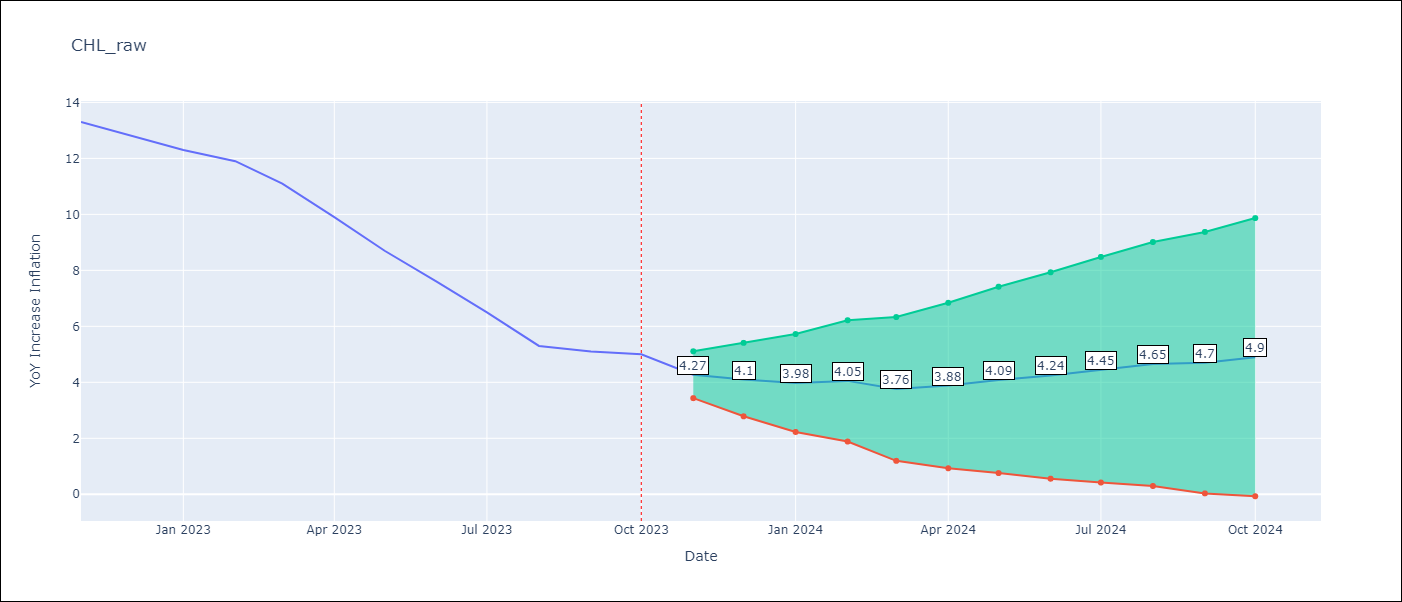 CHL_raw
14
12
10
8
6
4
2
0
YoY Increase Inflation
4.27
4.1
3.98
4.05
3.76
3.88
4.09
4.24
4.45
4.65
4.7
4.9
Jan 2023
Apr 2023
Jul 2023
Oct 2023
Jan 2024
Apr 2024
Jul 2024
Oct 2024
Date